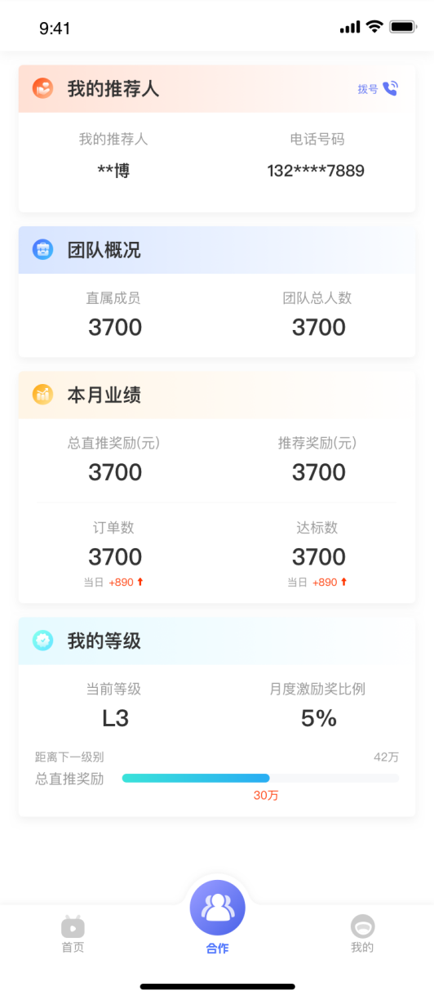 9:41
我的推荐人
拨号
我的推荐人 电话号码
**博 132****7889
团队概况
直属成员 团队总人数
3700 3700
本月业绩
总直推奖励(元) 推荐奖励(元)
3700 3700
订单数 达标数
3700 3700
当日 +890 当日 +890
我的等级
当前等级 月度激励奖比例
L3 5%
距离下一级别 42万
总直推奖励
30万
首页 合作 我的